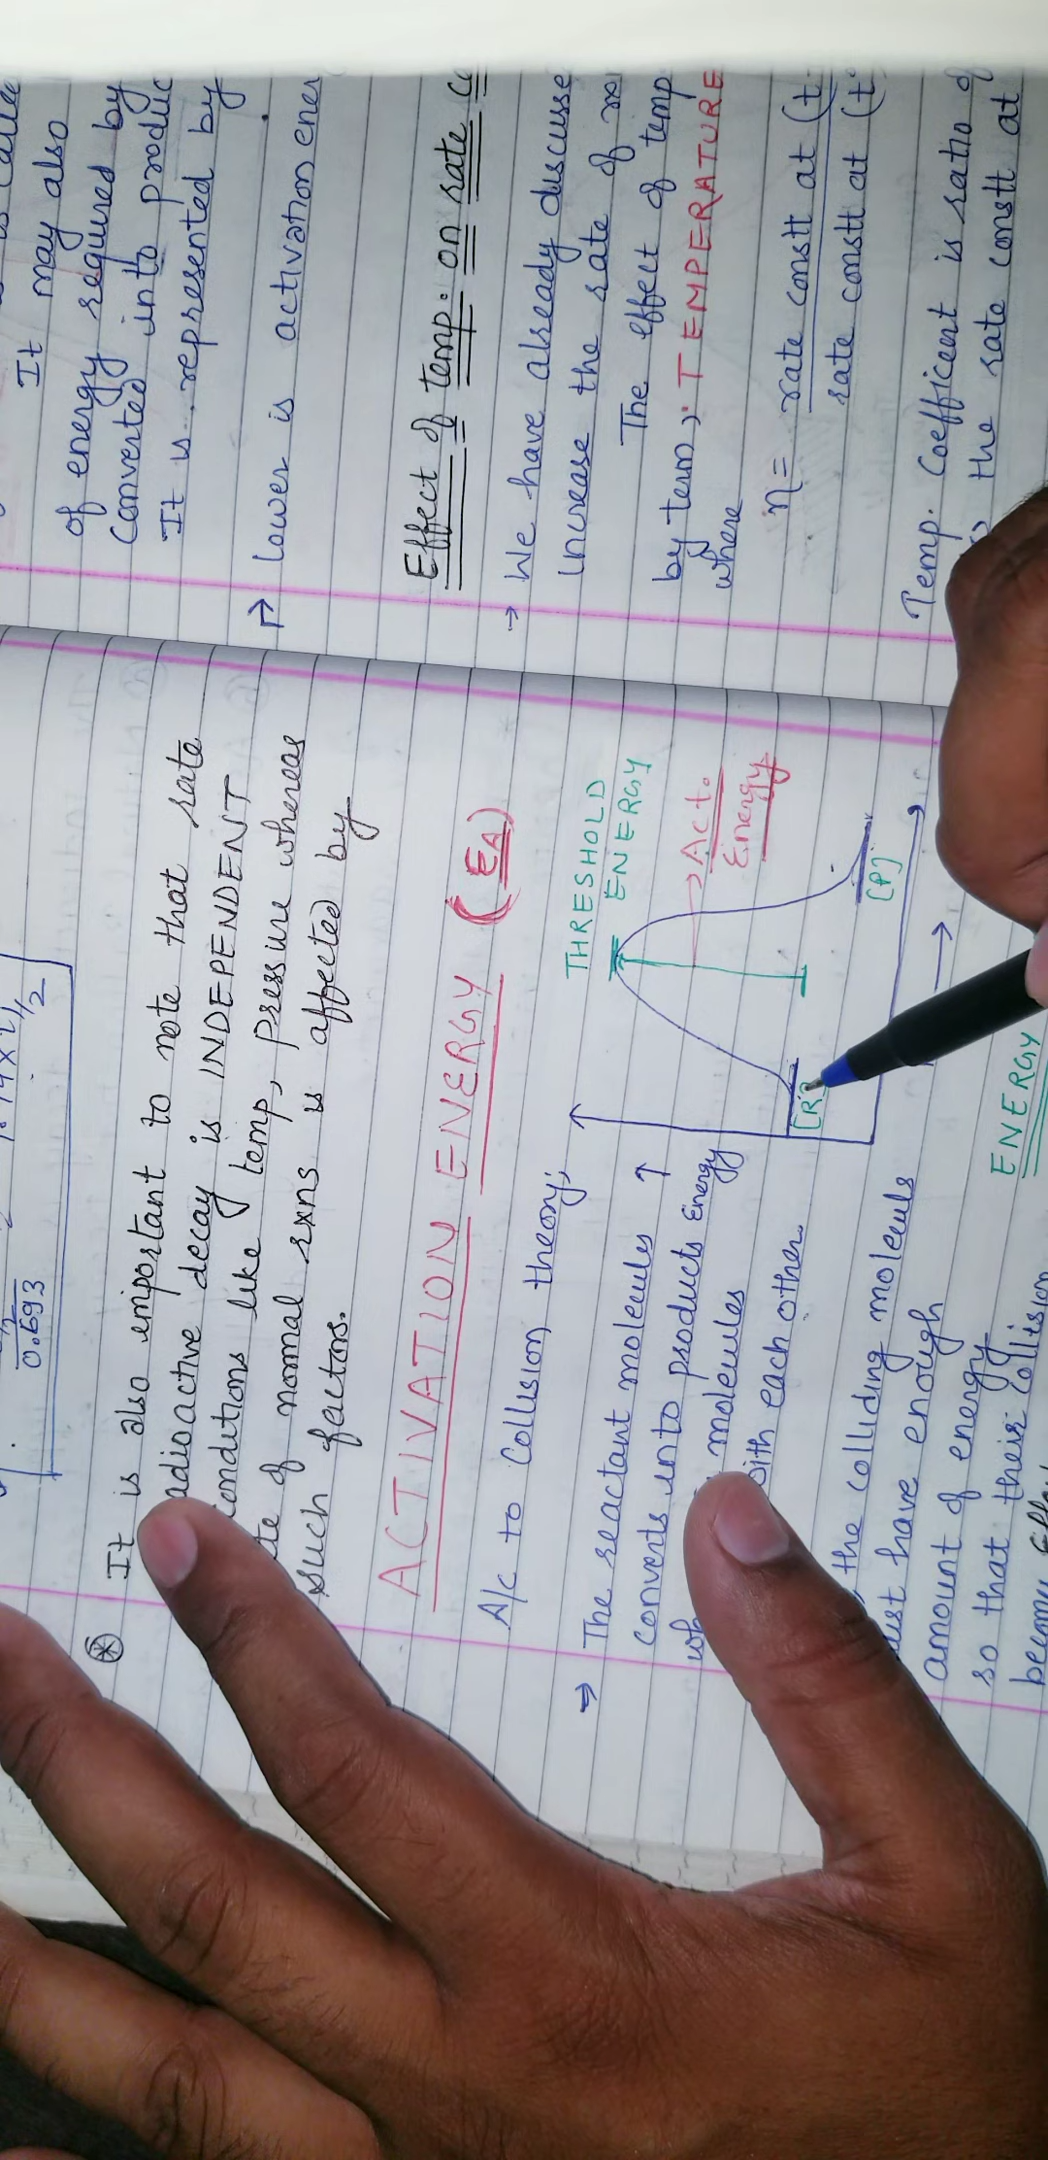 0.693
It is also important to note that rate
radioactive decay is INDEPENDENT
conditions like temp, pressure whereas
of normal rxns is affected by
such factors.
ACTIVATION ENERGY (EA)
A/c to Collision theory;
⇒ The reactant molecules
converts into products
molecules
with each other.
the colliding moleculs
have enough
amount of energy
so that their collision
Energy
THRESHOLD
ENERGY
→ Act.
Energy
[R]
[P]
ENERGY
It may also
of energy required by
converted into produc
It is represented by
lower is activation ener
Effect of temp. on rate co
→ We have already discusse
increase the rate of
The effect of temp
by term, TEMPERATURE
where
η = rate constt at (t
rate constt at (t
Temp. Coefficient is ratio of
the rate constt at